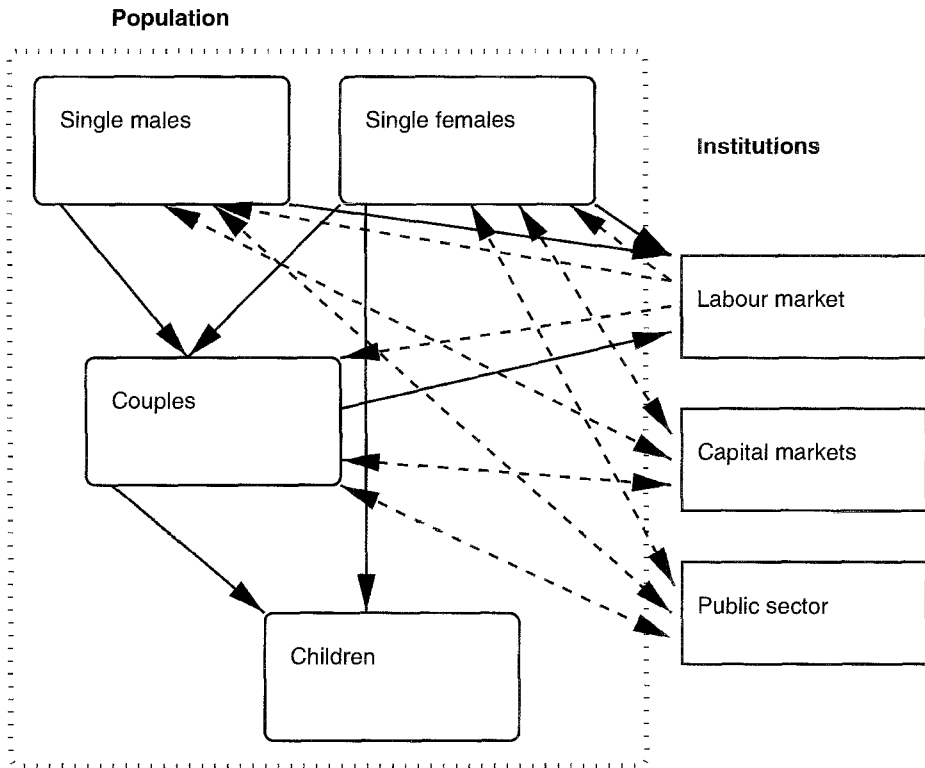 Population
Single males
Single females
Institutions
Labour market
Couples
Capital markets
Public sector
Children